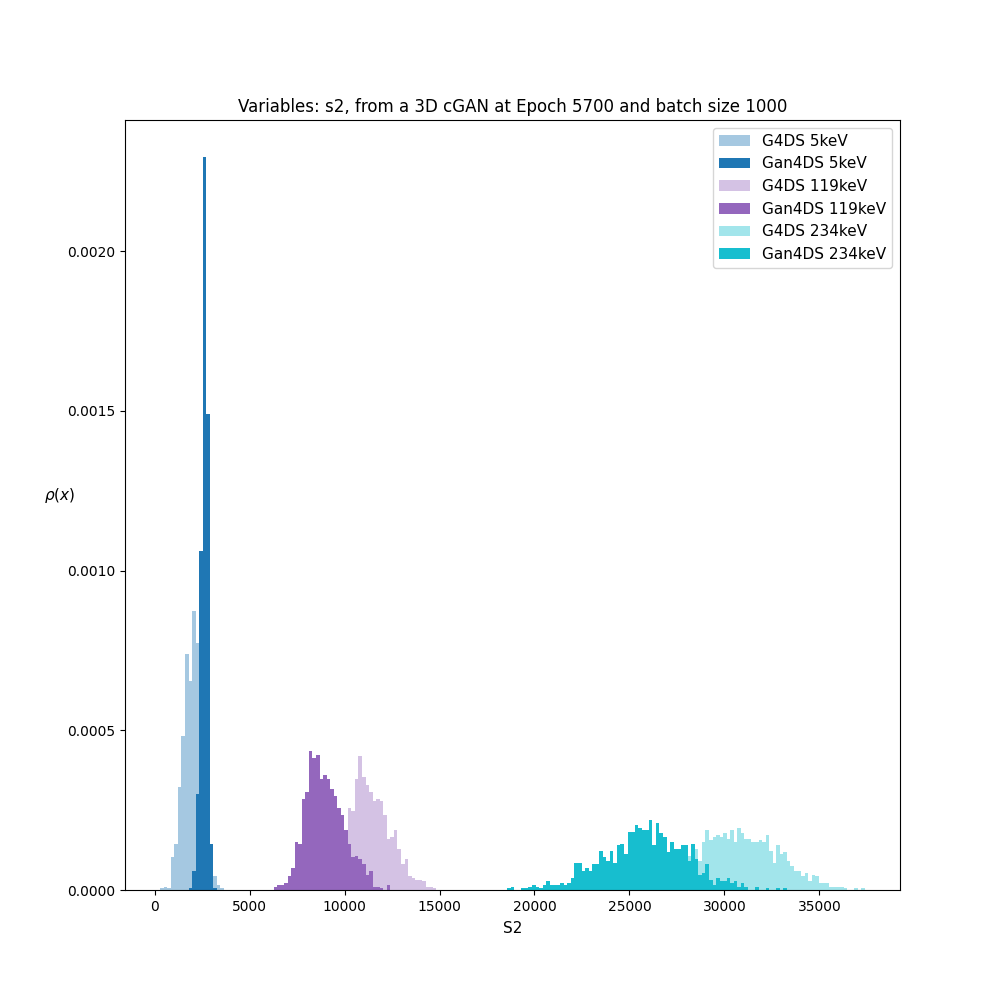 Variables: s2, from a 3D cGAN at Epoch 5700 and batch size 1000
G4DS 5keV
Gan4DS 5keV
G4DS 119keV
Gan4DS 119keV
G4DS 234keV
Gan4DS 234keV
0.0020
0.0015
ρ(x)
0.0010
0.0005
0.0000
0 5000 10000 15000 20000 25000 30000 35000
S2